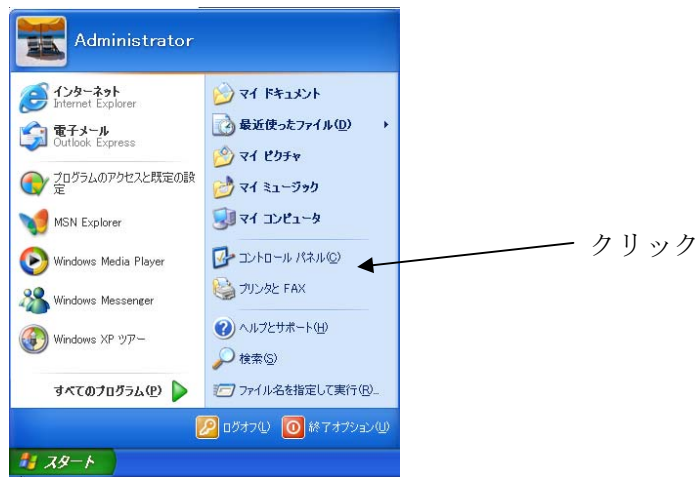 Administrator
インターネット
Internet Explorer
電子メール
Outlook Express
プログラムのアクセスと既定の設
定
MSN Explorer
Windows Media Player
Windows Messenger
Windows XP ツアー
すべてのプログラム(P)
マイ ドキュメント
最近使ったファイル(D)
マイ ピクチャ
マイ ミュージック
マイ コンピュータ
コントロール パネル(C)
プリンタと FAX
ヘルプとサポート(H)
検索(S)
ファイル名を指定して実行(R)...
クリック
ログオフ(L)
終了オプション(U)
スタート